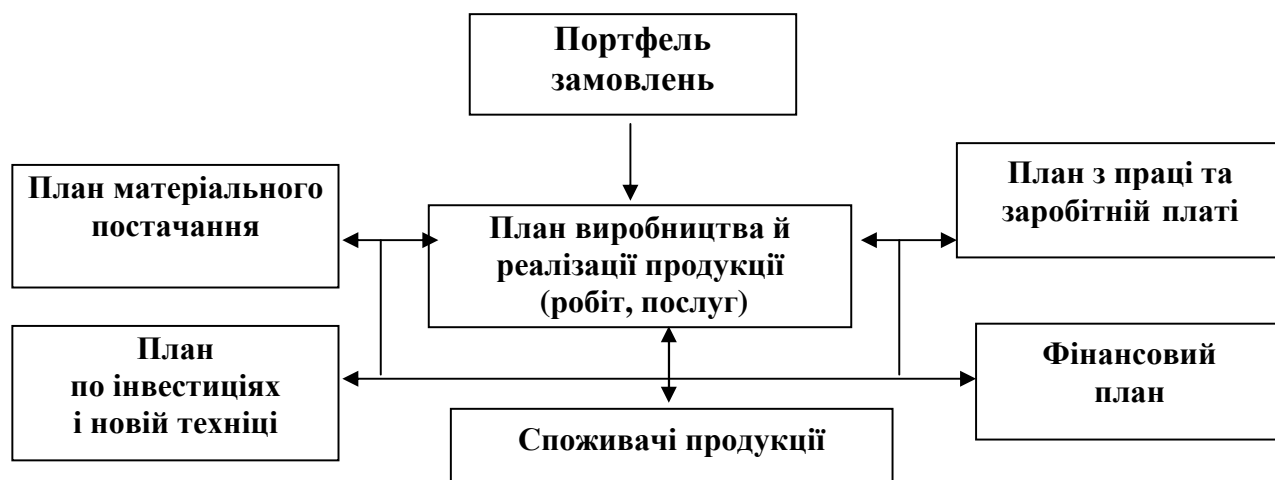 Портфель
замовлень
План матеріального
постачання
План з праці та
заробітній платі
План виробництва й
реалізації продукції
(робіт, послуг)
План
по інвестиціях
і новій техніці
Фінансовий
план
Споживачі продукції